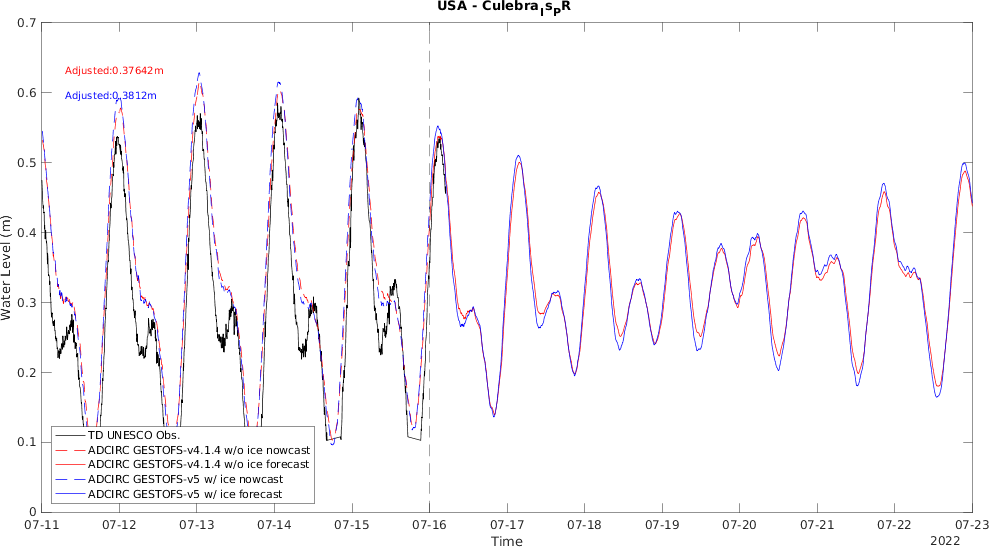 USA - Culebra_Is_PR
0.7
0.6
0.5
0.4
0.3
0.2
0.1
0
Water Level (m)
Adjusted:0.37642m
Adjusted:0.3812m
TD UNESCO Obs.
ADCIRC GESTOFS-v4.1.4 w/o ice nowcast
ADCIRC GESTOFS-v4.1.4 w/o ice forecast
ADCIRC GESTOFS-v5 w/ ice nowcast
ADCIRC GESTOFS-v5 w/ ice forecast
07-11 07-12 07-13 07-14 07-15 07-16 07-17 07-18 07-19 07-20 07-21 07-22 07-23
Time
2022